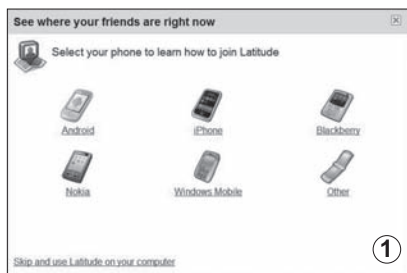 See where your friends are right now
Select your phone to learn how to join Latitude
Android iPhone Blackberry
Nokia Windows Mobile Other
Skip and use Latitude on your computer
1